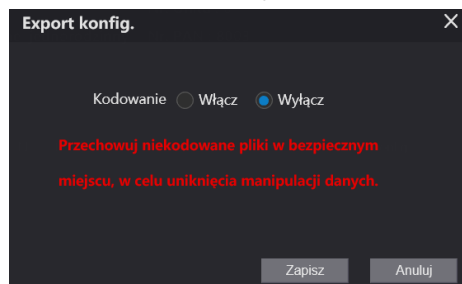 Export konfig.
Kodowanie Włącz Wyłącz
Przechowuj niekodowane pliki w bezpiecznym
miejscu, w celu uniknięcia manipulacji danych.
Zapisz Anuluj